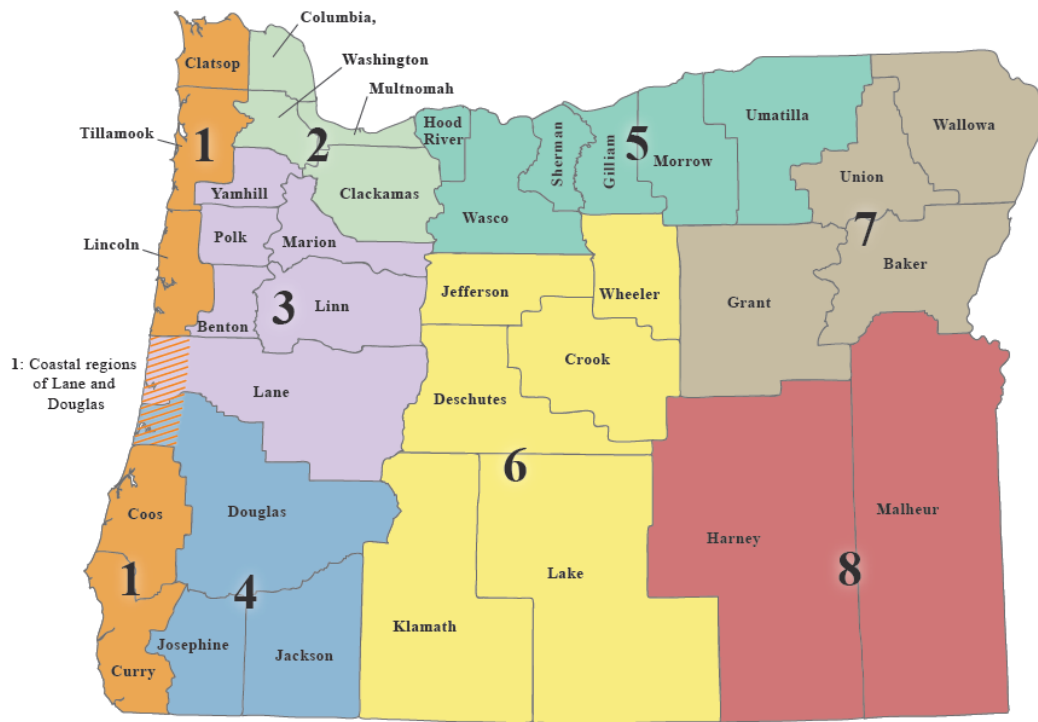 Columbia,
Clatsop
Washington
Multnomah
Tillamook
1
2
Hood
River
Sherman
Gilliam
5
Morrow
Umatilla
Wallowa
Union
Yamhill
Clackamas
Wasco
7
Lincoln
Polk
Marion
Baker
Jefferson
Wheeler
Grant
3
Linn
Benton
Crook
1: Coastal regions
of Lane and
Douglas
Lane
Deschutes
6
Coos
Douglas
Harney
Malheur
1
4
Lake
8
Klamath
Josephine
Jackson
Curry